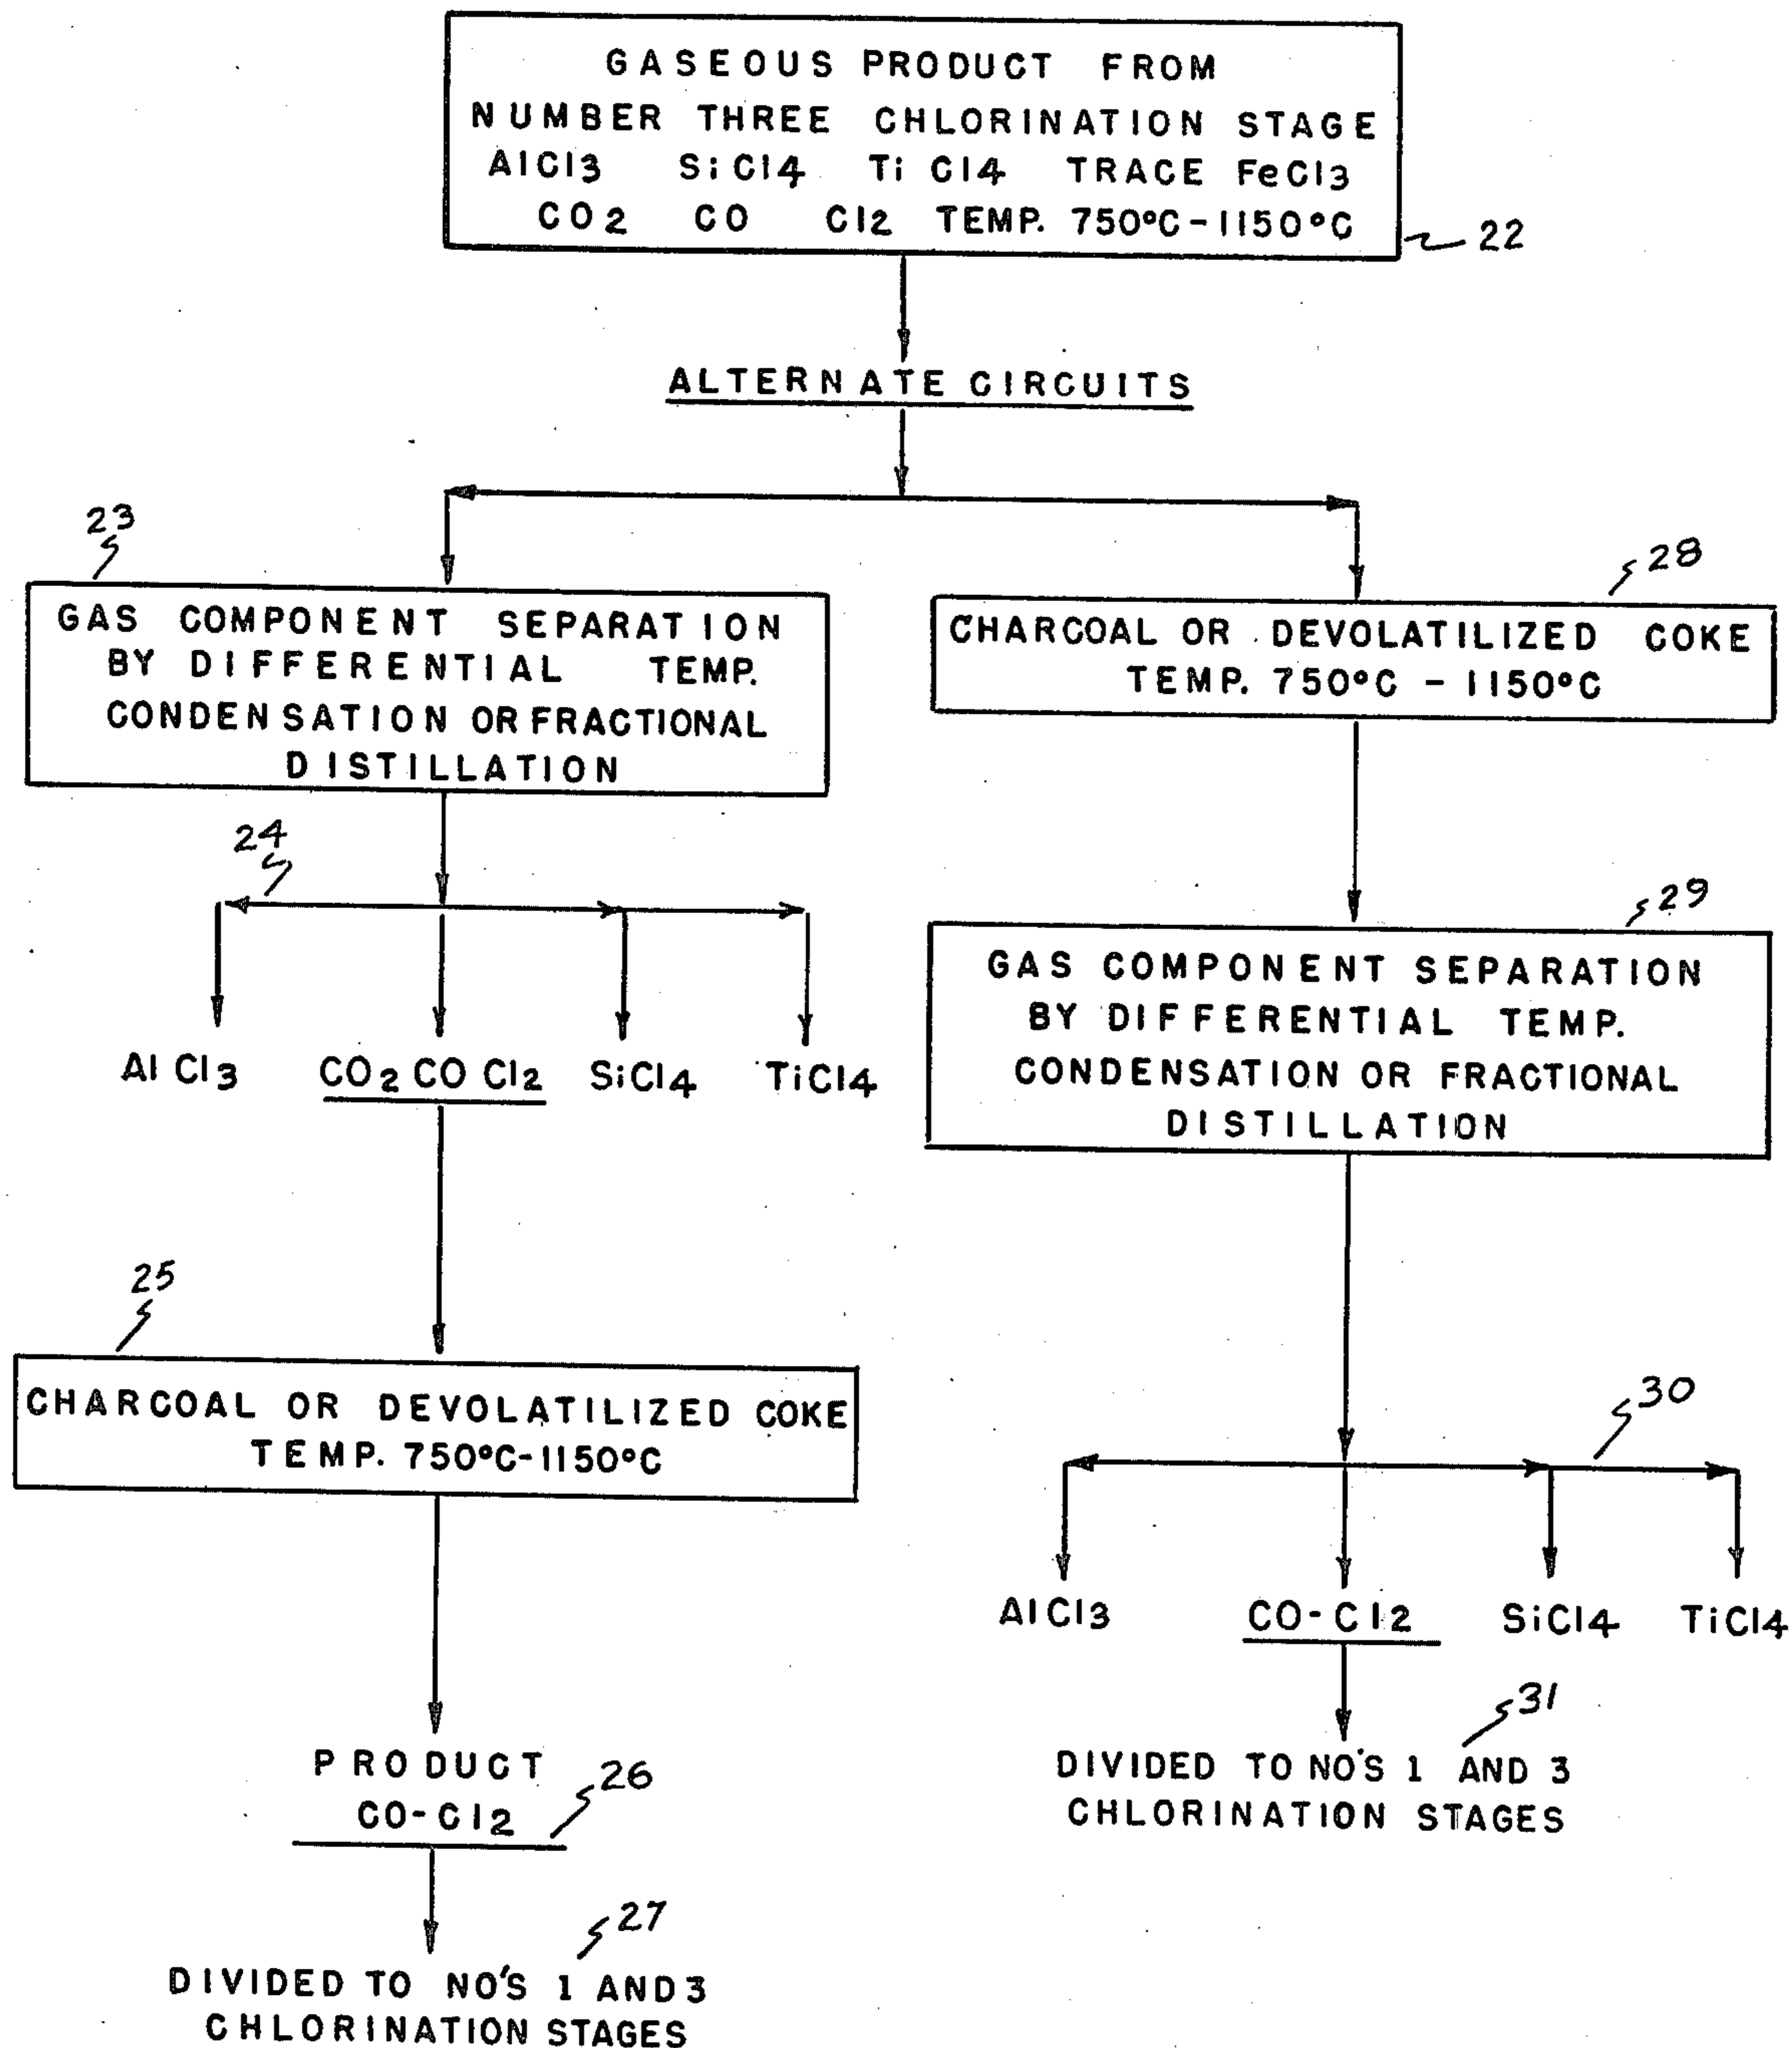 GASEOUS PRODUCT FROM
NUMBER THREE CHLORINATION STAGE
AlCl3 SiCl4 Ti Cl4 TRACE FeCl3
CO2 CO Cl2 TEMP. 750°C-1150°C
22
ALTERNATE CIRCUITS
23
GAS COMPONENT SEPARATION
BY DIFFERENTIAL TEMP.
CONDENSATION OR FRACTIONAL
DISTILLATION
24
Al Cl3 CO2 CO Cl2 SiCl4 TiCl4
25
CHARCOAL OR DEVOLATILIZED COKE
TEMP. 750°C-1150°C
PRODUCT
CO-Cl2
26
27
DIVIDED TO NO'S 1 AND 3
CHLORINATION STAGES
28
CHARCOAL OR DEVOLATILIZED COKE
TEMP. 750°C - 1150°C
29
GAS COMPONENT SEPARATION
BY DIFFERENTIAL TEMP.
CONDENSATION OR FRACTIONAL
DISTILLATION
30
AlCl3 CO-Cl2 SiCl4 TiCl4
31
DIVIDED TO NO'S 1 AND 3
CHLORINATION STAGES